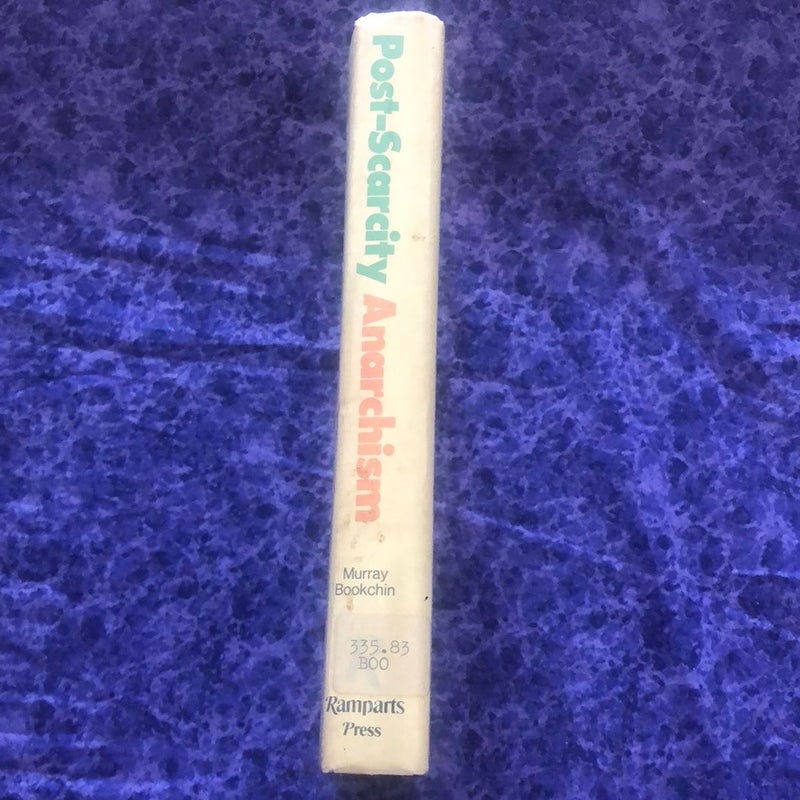 Post-Scarcity Anarchism
Murray
Bookchin
335.83
BOO
Ramparts
Press